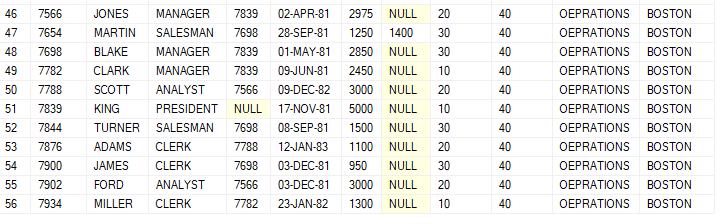 46 7566 JONES MANAGER 7839 02-APR-81 2975 NULL 20 40 OEPRATIONS BOSTON
47 7654 MARTIN SALESMAN 7698 28-SEP-81 1250 1400 30 40 OEPRATIONS BOSTON
48 7698 BLAKE MANAGER 7839 01-MAY-81 2850 NULL 30 40 OEPRATIONS BOSTON
49 7782 CLARK MANAGER 7839 09-JUN-81 2450 NULL 10 40 OEPRATIONS BOSTON
50 7788 SCOTT ANALYST 7566 09-DEC-82 3000 NULL 20 40 OEPRATIONS BOSTON
51 7839 KING PRESIDENT NULL 17-NOV-81 5000 NULL 10 40 OEPRATIONS BOSTON
52 7844 TURNER SALESMAN 7698 08-SEP-81 1500 NULL 30 40 OEPRATIONS BOSTON
53 7876 ADAMS CLERK 7788 12-JAN-83 1100 NULL 20 40 OEPRATIONS BOSTON
54 7900 JAMES CLERK 7698 03-DEC-81 950 NULL 30 40 OEPRATIONS BOSTON
55 7902 FORD ANALYST 7566 03-DEC-81 3000 NULL 20 40 OEPRATIONS BOSTON
56 7934 MILLER CLERK 7782 23-JAN-82 1300 NULL 10 40 OEPRATIONS BOSTON